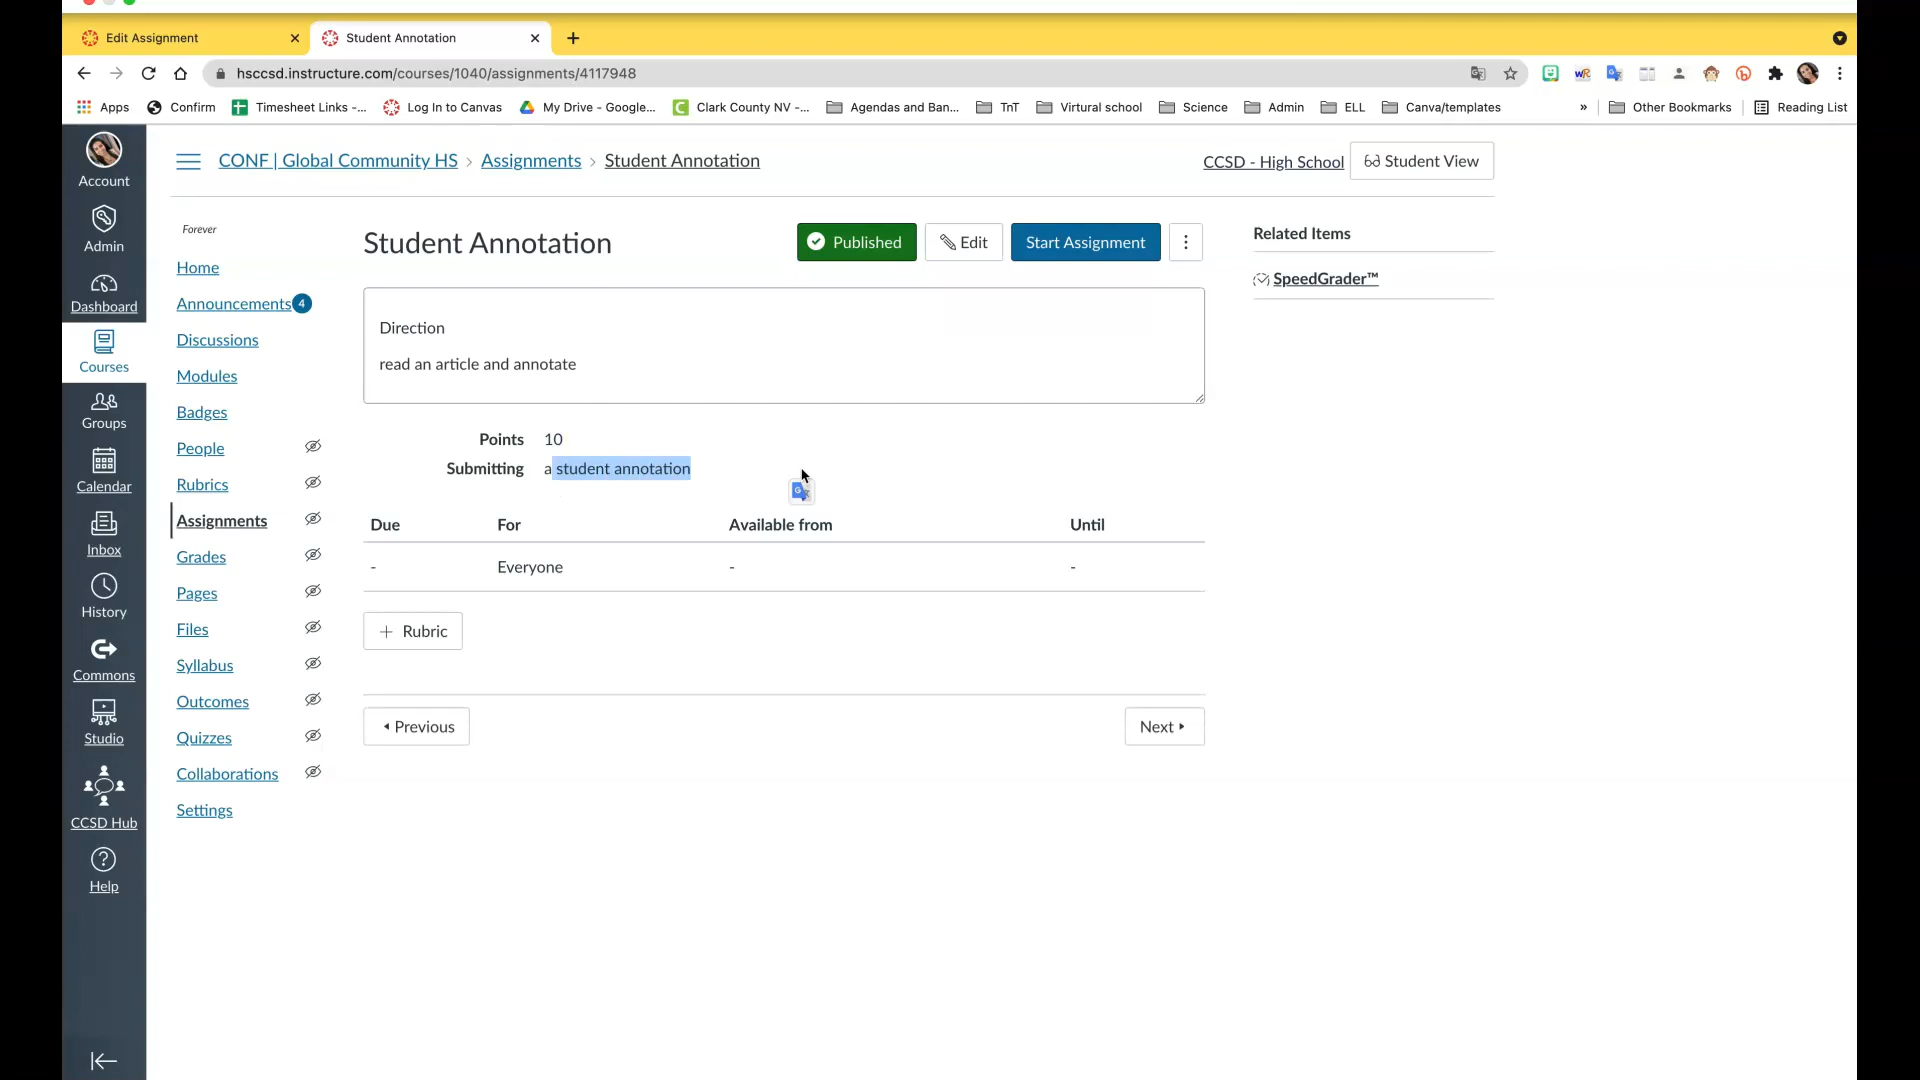 Edit Assignment
Student Annotation
hsccsd.instructure.com/courses/1040/assignments/4117948
Apps
Confirm
Timesheet Links -...
Log In to Canvas
My Drive - Google...
Clark County NV -...
Agendas and Ban...
TnT
Virtural school
Science
Admin
ELL
Canva/templates
»
Other Bookmarks
Reading List
Account
Admin
Dashboard
Courses
Groups
Calendar
Inbox
History
Commons
Studio
CCSD Hub
Help
CONF | Global Community HS › Assignments › Student Annotation
CCSD - High School
Student View
Forever
Home
Announcements 4
Discussions
Modules
Badges
People
Rubrics
Assignments
Grades
Pages
Files
Syllabus
Outcomes
Quizzes
Collaborations
Settings
Student Annotation
Published
Edit
Start Assignment
Direction
read an article and annotate
Points 10
Submitting a student annotation
Due For Available from Until
- Everyone - -
+ Rubric
Previous
Next
Related Items
SpeedGrader™